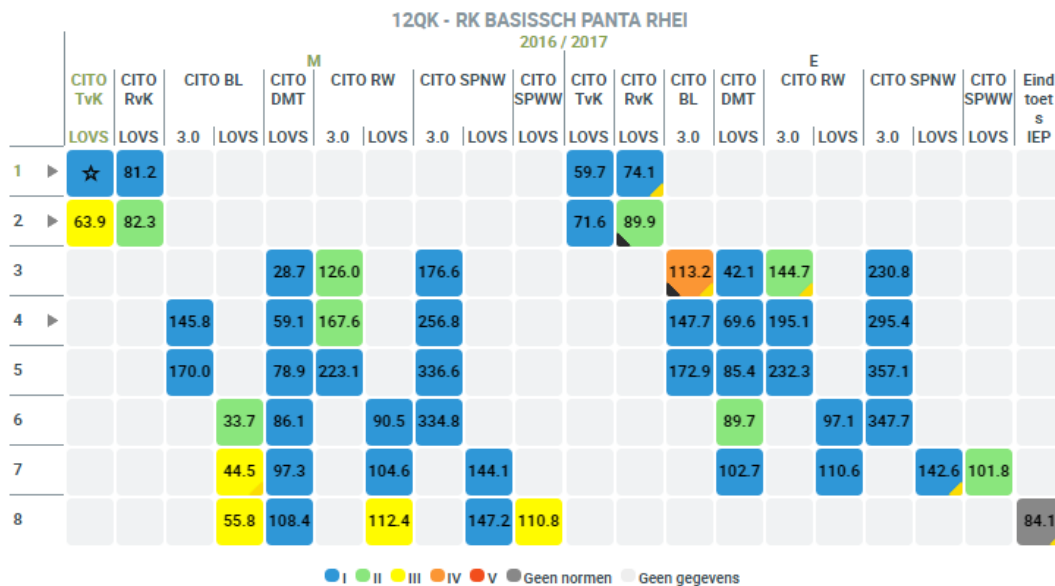 12QK - RK BASISSCH PANTA RHEI
2016 / 2017
M E
CITO TvK CITO RvK CITO BL CITO DMT CITO RW CITO SPNW CITO SPWW CITO TvK CITO RvK CITO BL CITO DMT CITO RW CITO SPNW CITO SPWW Eind toet s IEP
LOVS LOVS 3.0 LOVS LOVS 3.0 LOVS 3.0 LOVS LOVS LOVS LOVS 3.0 LOVS 3.0 LOVS 3.0 LOVS LOVS
1 81.2 59.7 74.1
2 63.9 82.3 71.6 89.9
3 28.7 126.0 176.6 113.2 42.1 144.7 230.8
4 145.8 59.1 167.6 256.8 147.7 69.6 195.1 295.4
5 170.0 78.9 223.1 336.6 172.9 85.4 232.3 357.1
6 33.7 86.1 90.5 334.8 89.7 97.1 347.7
7 44.5 97.3 104.6 144.1 102.7 110.6 142.6 101.8
8 55.8 108.4 112.4 147.2 110.8 84.1
I II III IV V Geen normen Geen gegevens